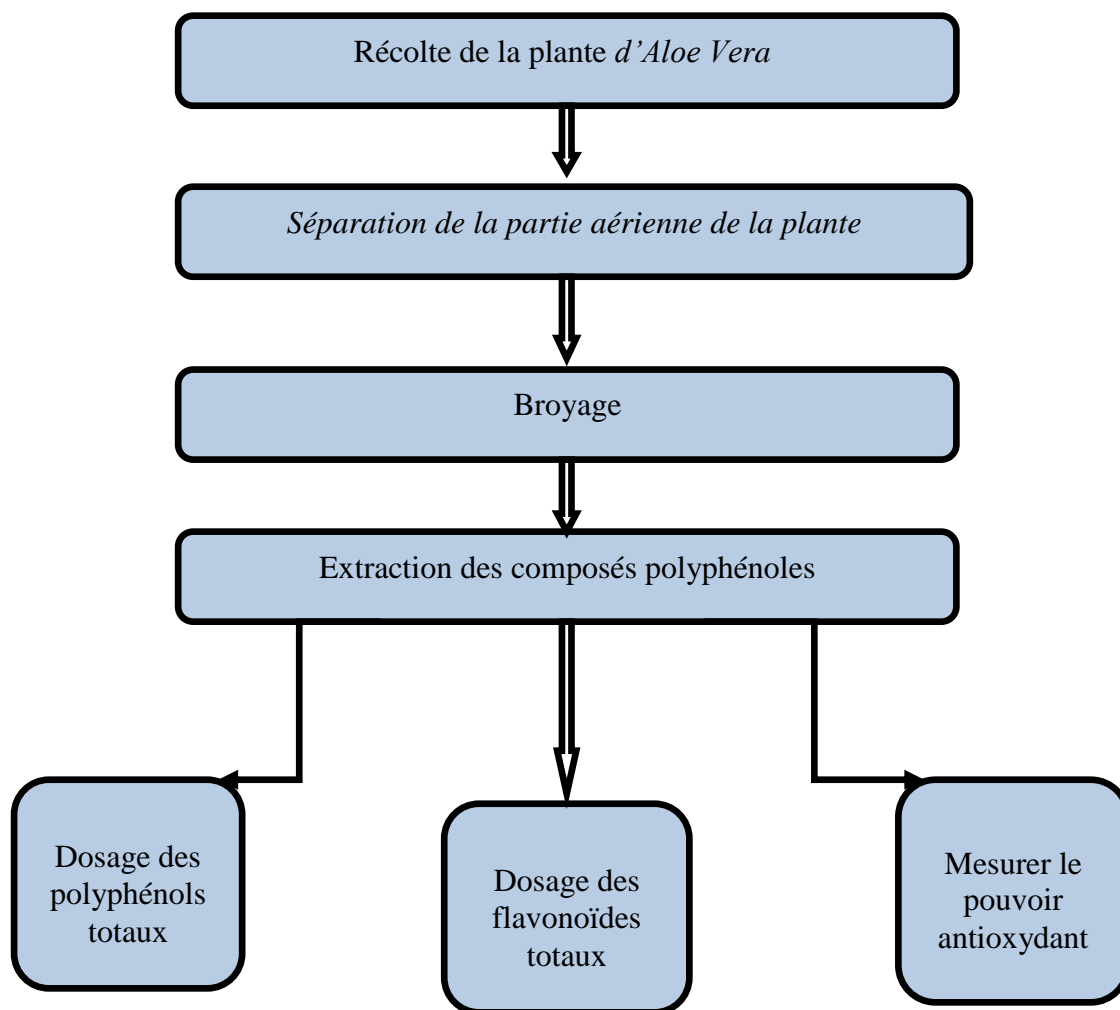 Récolte de la plante d’Aloe Vera
Séparation de la partie aérienne de la plante
Broyage
Extraction des composés polyphénoles
Dosage des
polyphénols
totaux
Dosage des
flavonoïdes
totaux
Mesurer le
pouvoir
antioxydant